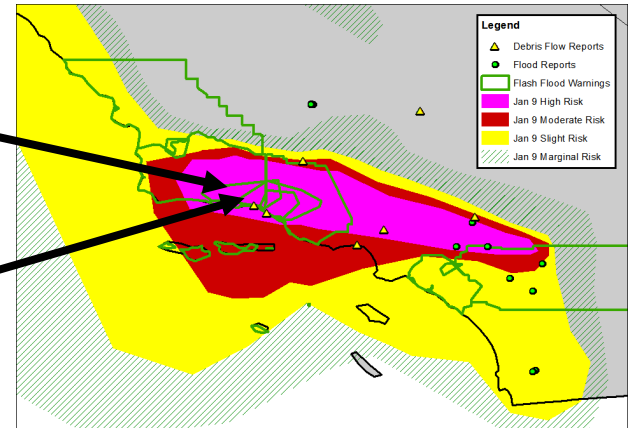 Legend
Debris Flow Reports
Flood Reports
Flash Flood Warnings
Jan 9 High Risk
Jan 9 Moderate Risk
Jan 9 Slight Risk
Jan 9 Marginal Risk